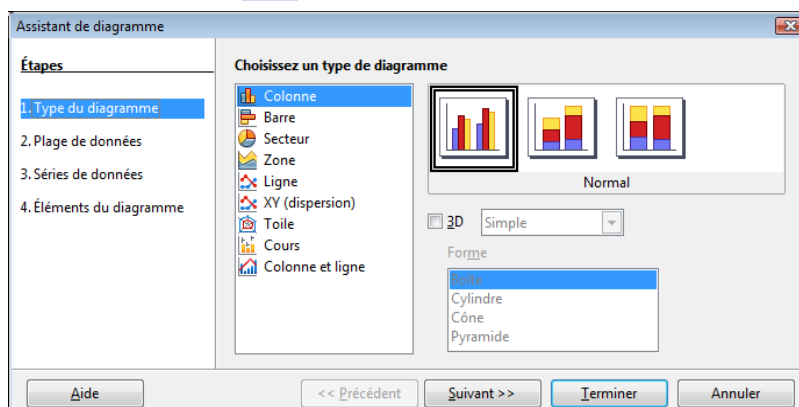 Assistant de diagramme
Étapes
1. Type du diagramme
2. Plage de données
3. Séries de données
4. Éléments du diagramme
Choisissez un type de diagramme
Colonne
Barre
Secteur
Zone
Ligne
XY (dispersion)
Toile
Cours
Colonne et ligne
Normal
3D
Simple
Forme
Boîte
Cylindre
Cône
Pyramide
Aide
<< Précédent
Suivant >>
Terminer
Annuler